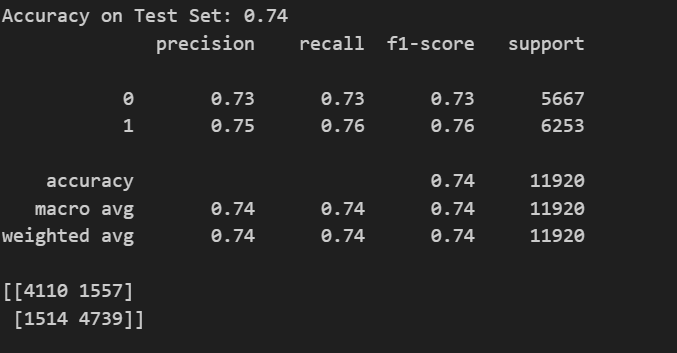 Accuracy on Test Set: 0.74
precision recall f1-score support
0 0.73 0.73 0.73 5667
1 0.75 0.76 0.76 6253
accuracy 0.74 11920
macro avg 0.74 0.74 0.74 11920
weighted avg 0.74 0.74 0.74 11920
[[4110 1557]
[1514 4739]]